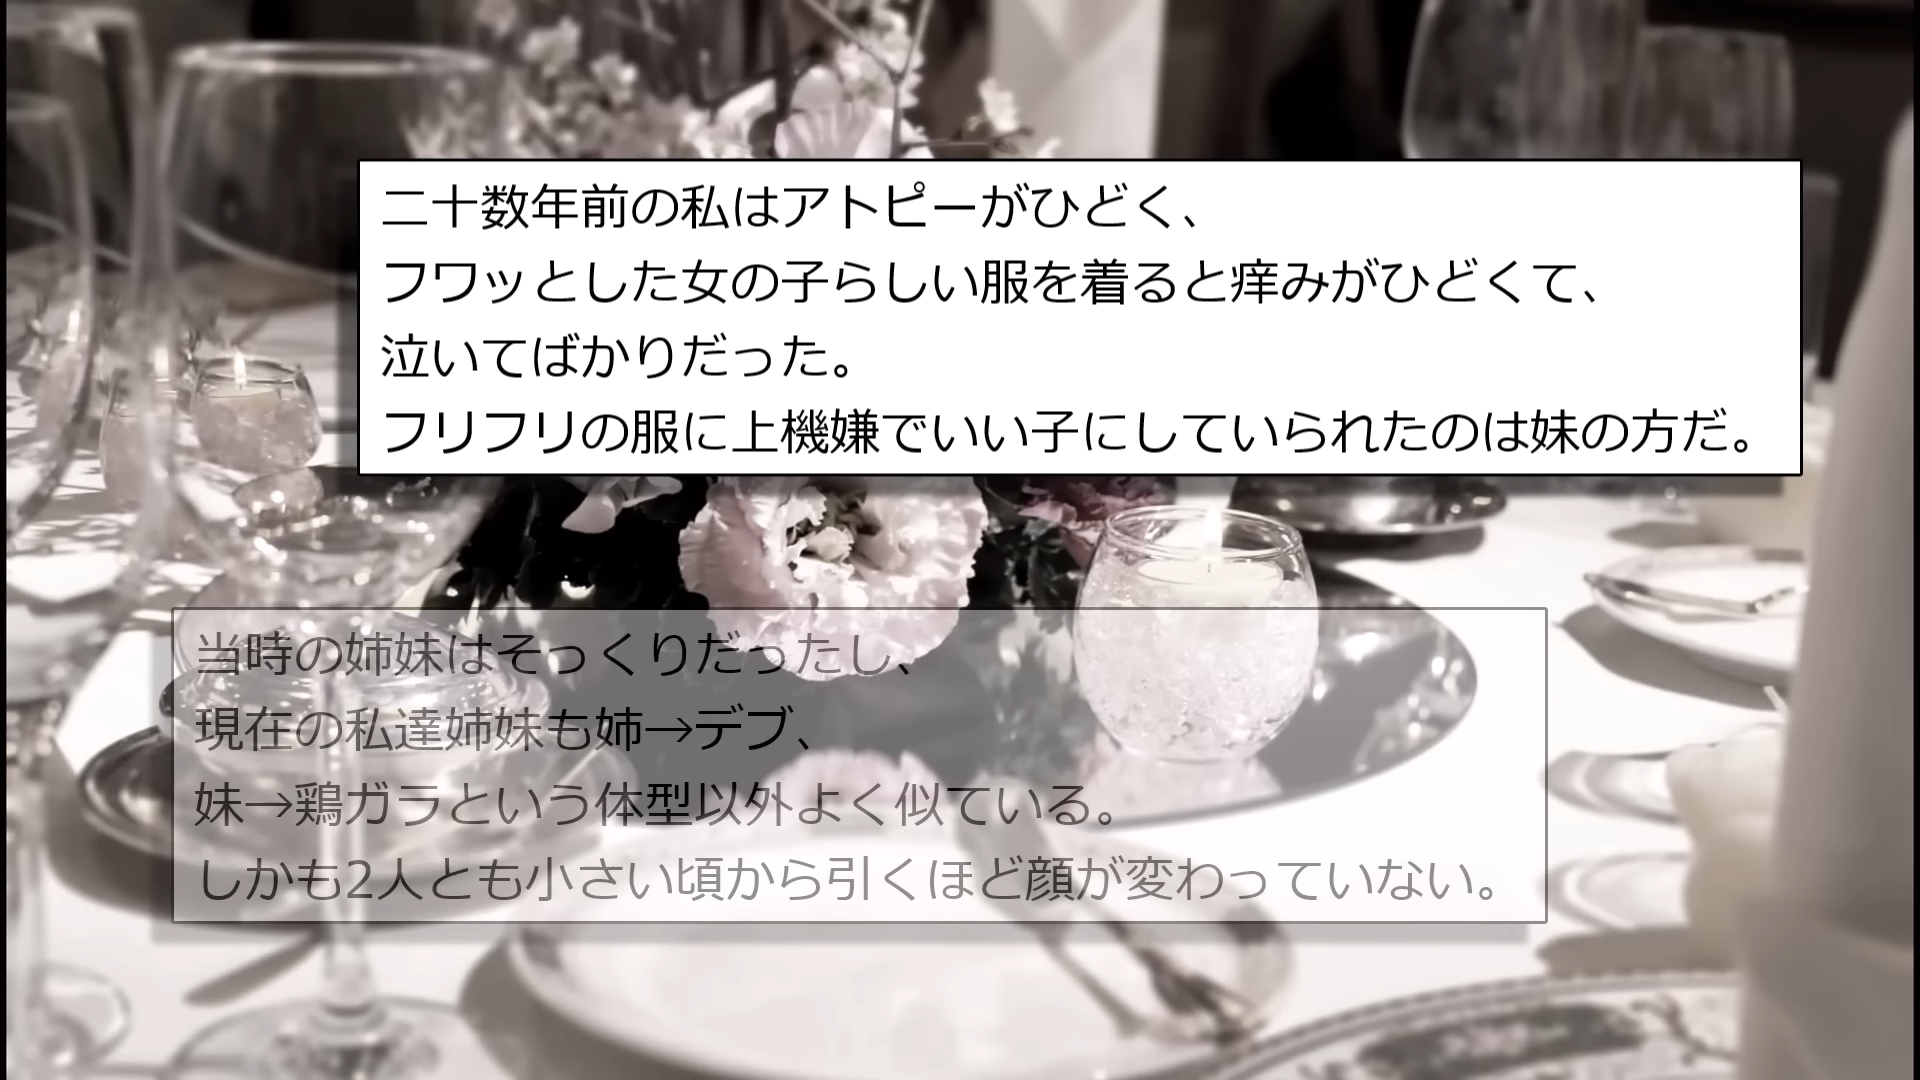 二十数年前の私はアトピーがひどく、
フワッとした女の子らしい服を着ると痒みがひどくて、
泣いてばかりだった。
フリフリの服に上機嫌でいい子にしていられたのは妹の方だ。
当時の姉妹はそっくりだったし、
現在の私達姉妹も姉→デブ、
妹→鶏ガラという体型以外よく似ている。
しかも2人とも小さい頃から引くほど顔が変わっていない。